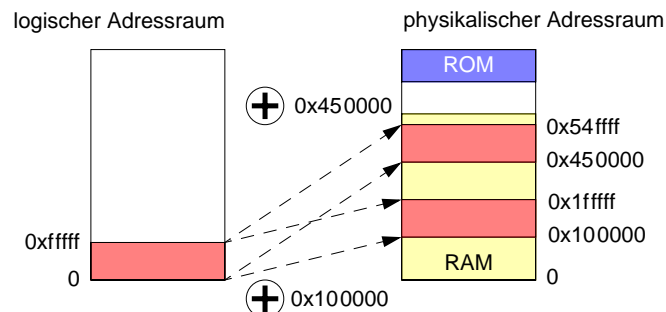 logischer Adressraum
physikalischer Adressraum
ROM
0x450000
0x54ffff
0x450000
0xfffff
0x1fffff
0x100000
0
RAM
0
0x100000